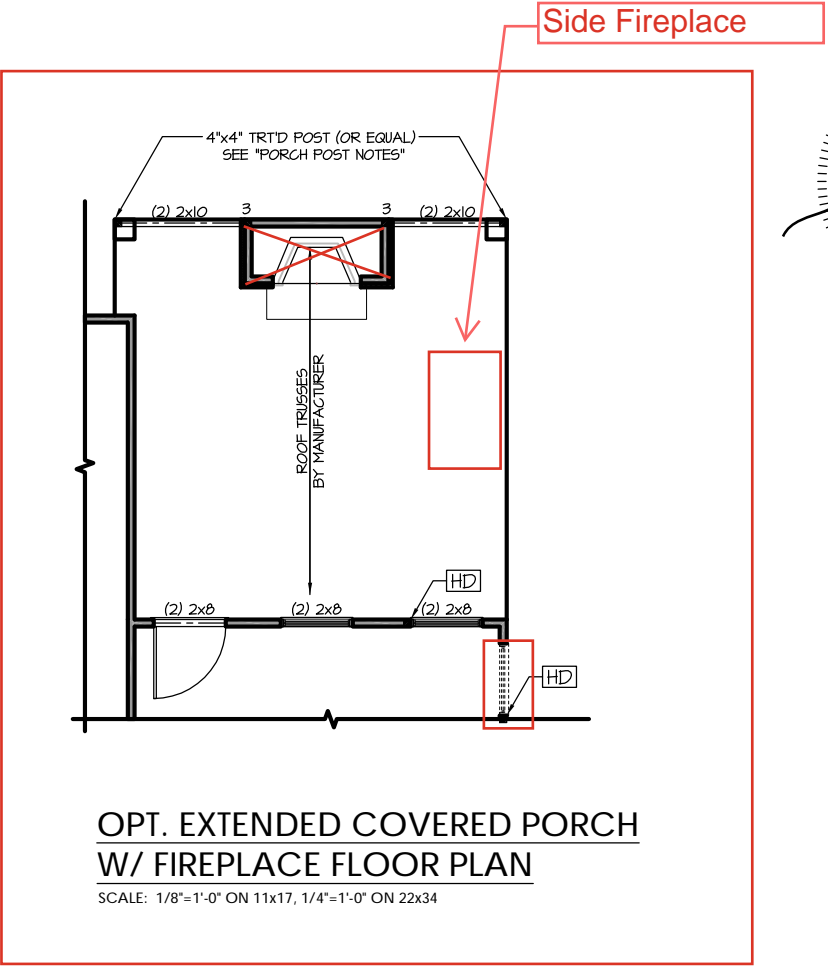 Side Fireplace
4"x4" TRT'D POST (OR EQUAL)
SEE "PORCH POST NOTES"
(2) 2x10
3
3
(2) 2x10
ROOF TRUSSES
BY MANUFACTURER
HD
(2) 2x8
(2) 2x8
(2) 2x8
HD
OPT. EXTENDED COVERED PORCH
W/ FIREPLACE FLOOR PLAN
SCALE: 1/8"=1'-0" ON 11x17, 1/4"=1'-0" ON 22x34